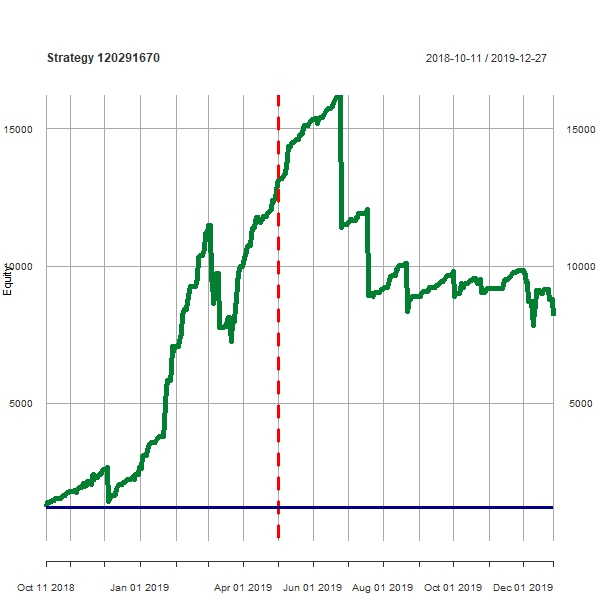 Strategy 120291670 2018-10-11 / 2019-12-27
15000 15000
10000 10000
Equity
5000 5000
Oct 11 2018 Jan 01 2019 Apr 01 2019 Jun 01 2019 Aug 01 2019 Oct 01 2019 Dec 01 2019